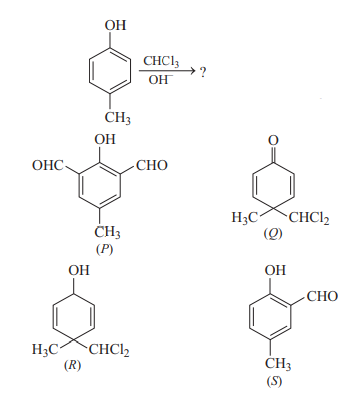 OH
CHCl3
OH⁻
?
CH3
OH
OHC
CHO
CH3
(P)
O
H3C
CHCl2
(Q)
OH
H3C
CHCl2
(R)
OH
CHO
CH3
(S)